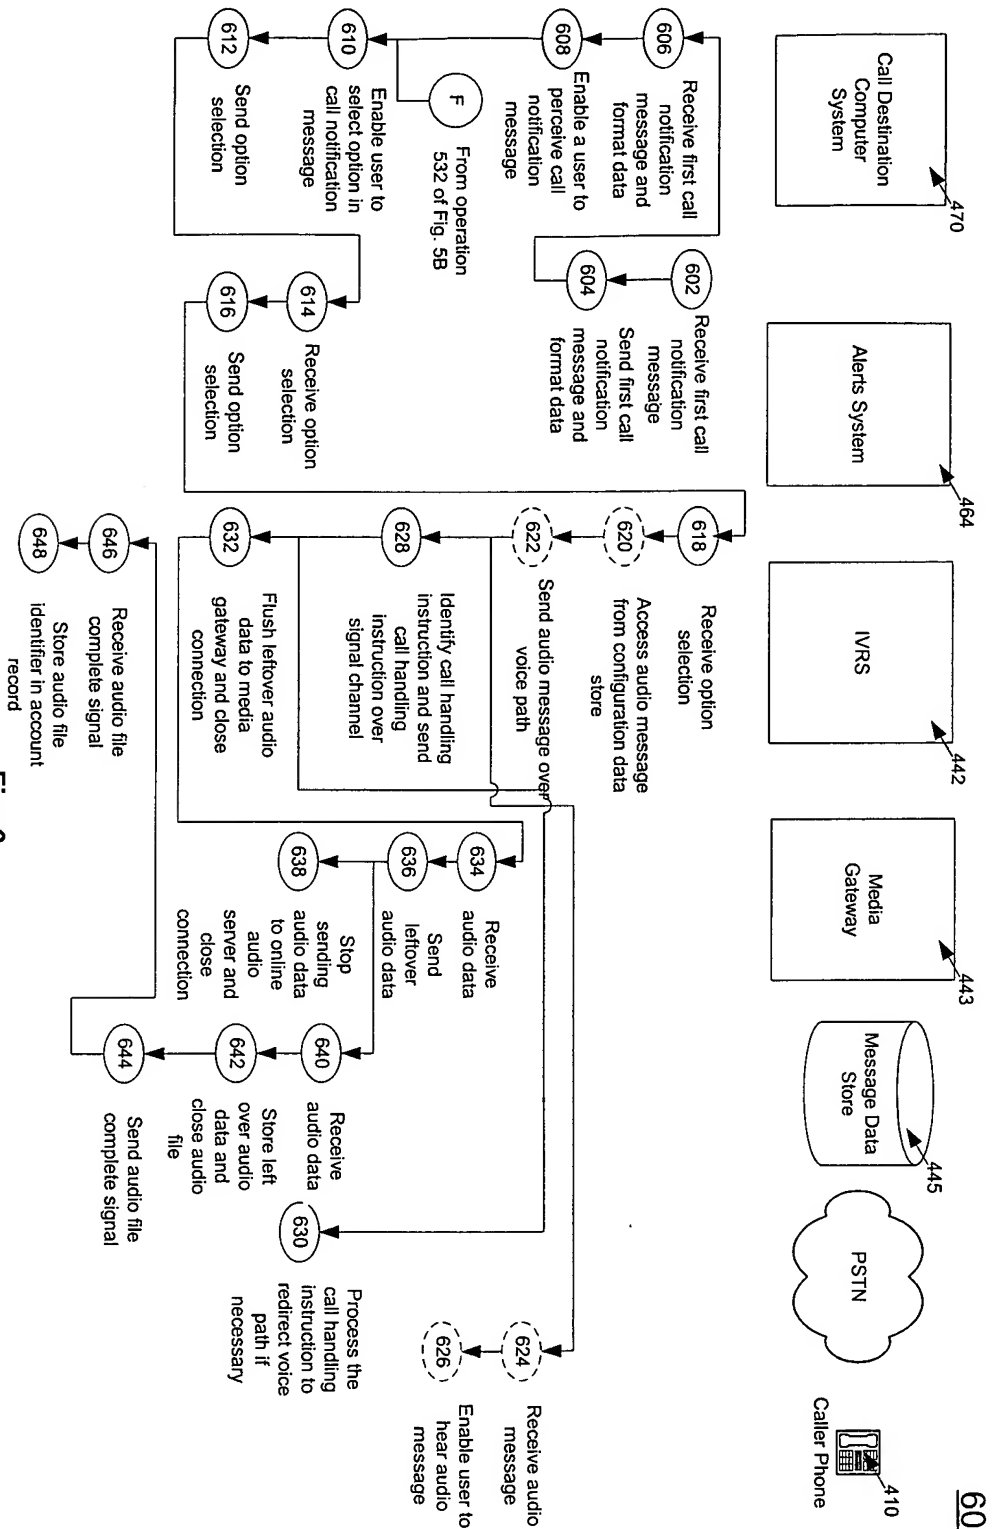 60
Call Destination
Computer
System
470
Alerts System
464
IVRS
442
Media
Gateway
443
Message Data
Store
445
PSTN
Caller Phone
410
602
Receive first call
notification
message
604
Send first call
notification
message and
format data
606
Receive first call
notification
message and
format data
608
Enable a user to
perceive call
notification
message
F
From operation
532 of Fig. 5B
610
Enable user to
select option in
call notification
message
612
Send option
selection
614
Receive option
selection
616
Send option
selection
618
Receive option
selection
620
Access audio message
from configuration data
store
622
Send audio message over
voice path
624
Receive audio
message
626
Enable user to
hear audio
message
628
Identify call handling
instruction and send
call handling
instruction over
signal channel
630
Process the
call handling
instruction to
redirect voice
path if
necessary
632
Flush leftover audio
data to media
gateway and close
connection
634
Receive
audio data
636
Send
leftover
audio data
638
Stop
sending
audio data
to online
audio
server and
close
connection
640
Receive
audio data
642
Store left
over audio
data and
close audio
file
644
Send audio file
complete signal
646
Receive audio file
complete signal
648
Store audio file
identifier in account
record